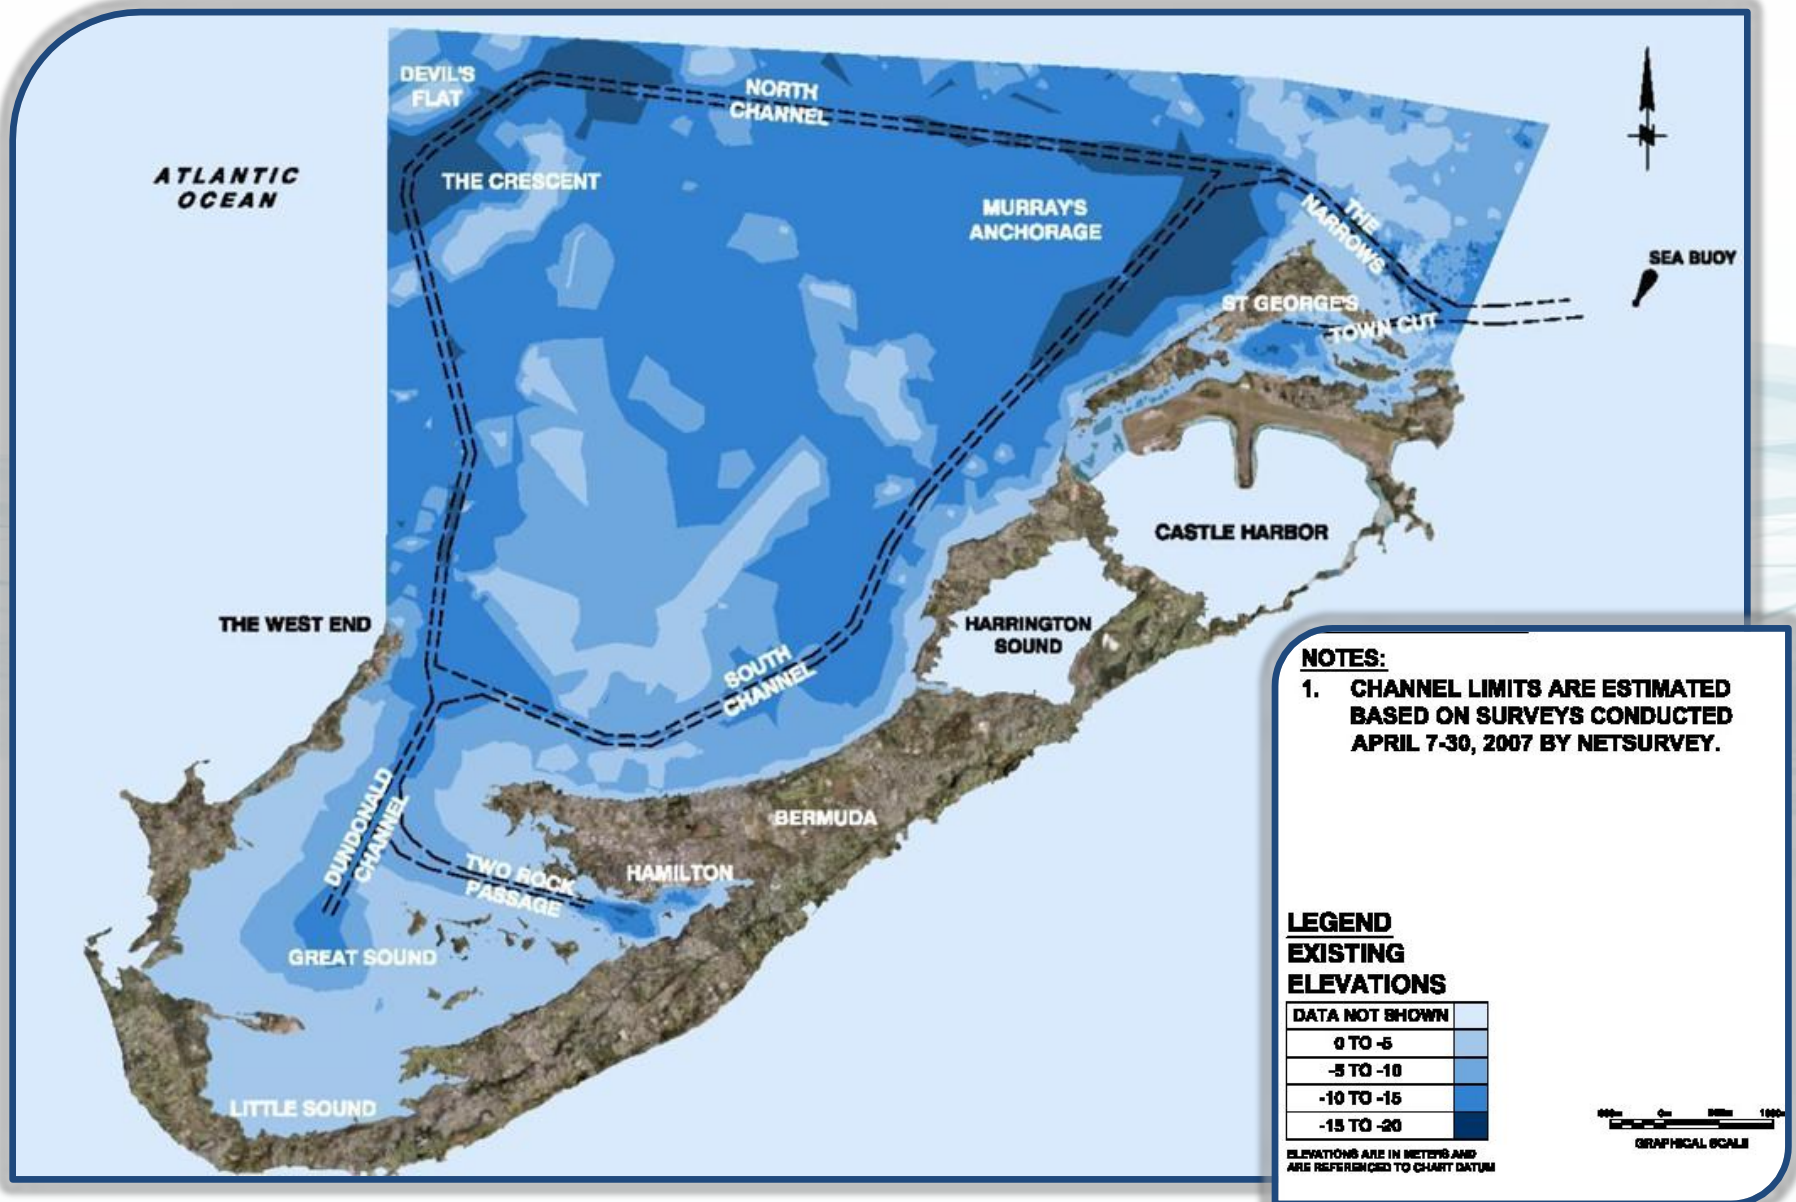 DEVIL'S
FLAT
NORTH
CHANNEL
ATLANTIC
OCEAN
THE CRESCENT
MURRAY'S
ANCHORAGE
THE
NARROWS
SEA BUOY
ST GEORGE'S
TOWN CUT
CASTLE HARBOR
THE WEST END
HARRINGTON
SOUND
SOUTH
CHANNEL
DUNDONALD
CHANNEL
BERMUDA
TWO ROCK
PASSAGE
HAMILTON
GREAT SOUND
LITTLE SOUND
N
NOTES:
1. CHANNEL LIMITS ARE ESTIMATED
BASED ON SURVEYS CONDUCTED
APRIL 7-30, 2007 BY NETSURVEY.
LEGEND
EXISTING
ELEVATIONS
DATA NOT SHOWN
0 TO -5
-5 TO -10
-10 TO -15
-15 TO -20
ELEVATIONS ARE IN METERS AND
ARE REFERENCED TO CHART DATUM
0m
GRAPHICAL SCALE